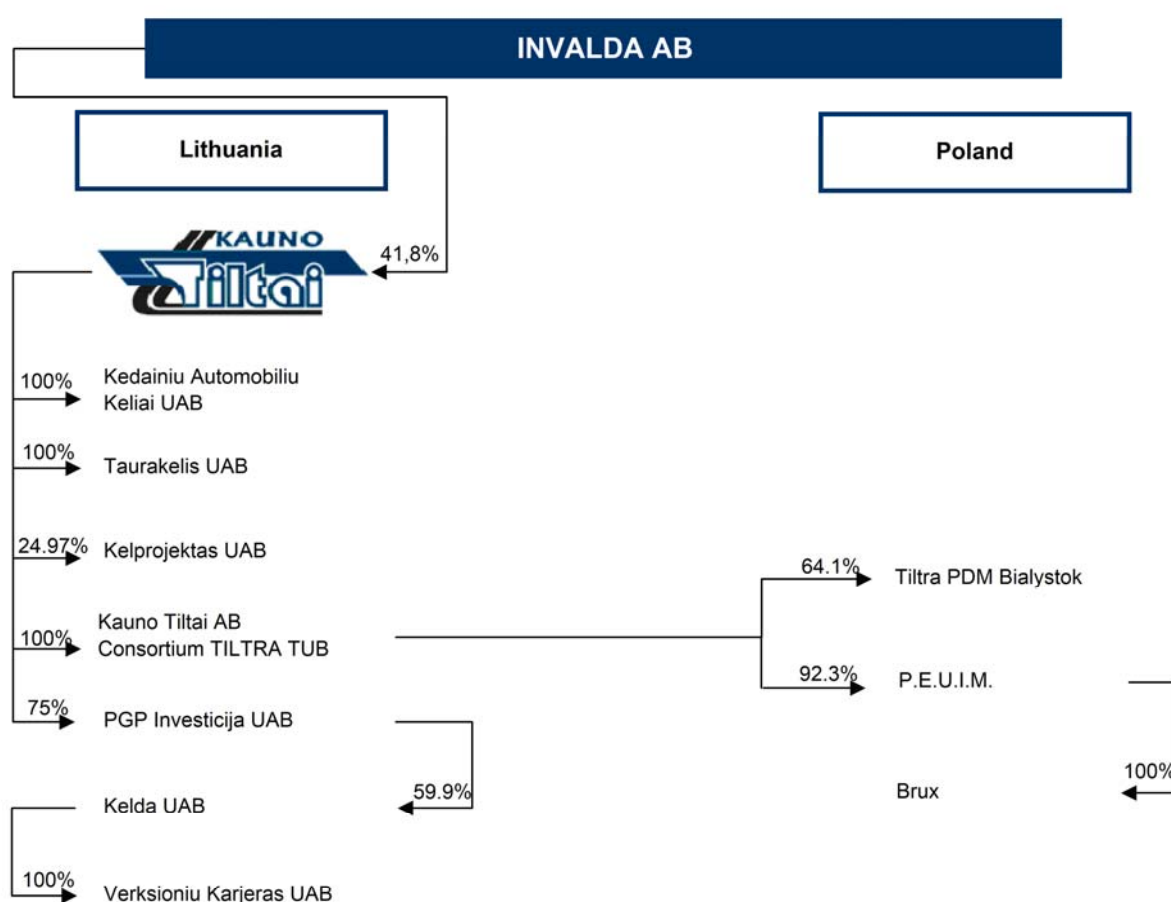 INVALDA AB
Lithuania
Poland
KAUNO
Tiltai
41,8%
100%
Kedainiu Automobiliu
Keliai UAB
100%
Taurakelis UAB
24.97%
Kelprojektas UAB
100%
Kauno Tiltai AB
Consortium TILTRA TUB
64.1%
Tiltra PDM Bialystok
92.3%
P.E.U.I.M.
75%
PGP Investicija UAB
59.9%
Kelda UAB
100%
Brux
100%
Verksioniu Karjeras UAB